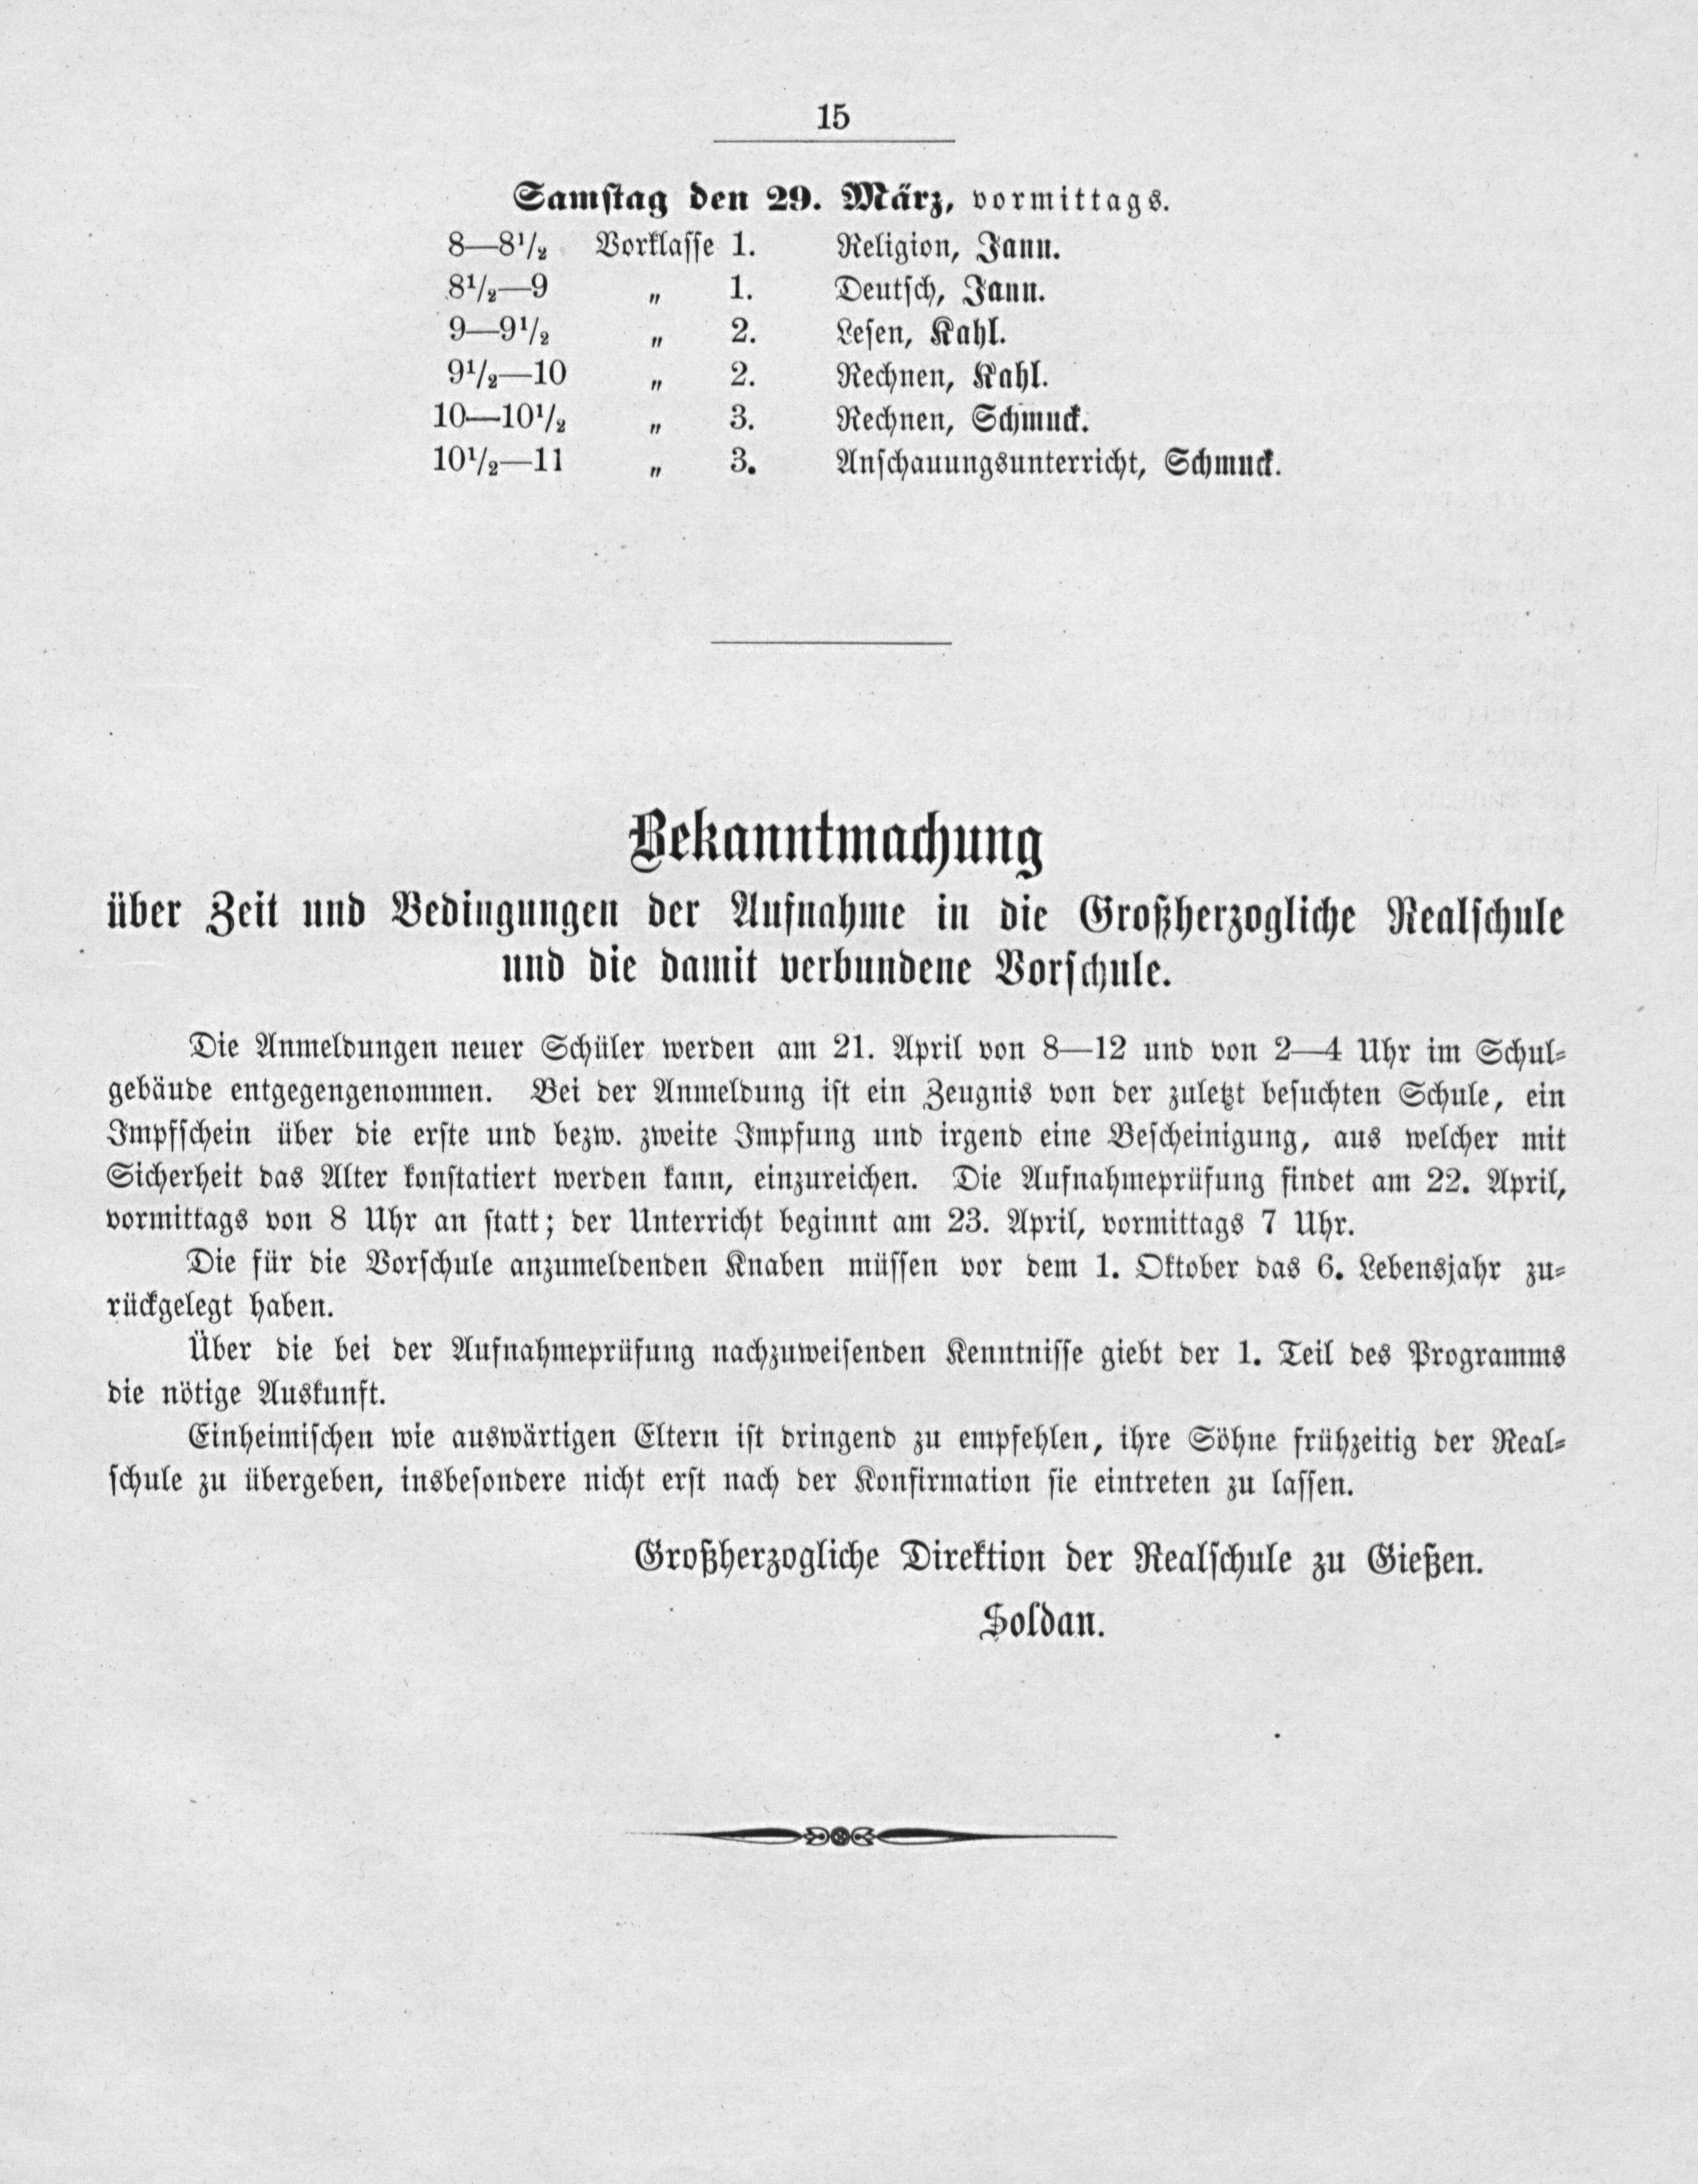 15
Samstag den 29. März, vormittags.
8—8¹/₂ Vorklasse 1. Religion, Jann.
8¹/₂—9 „ 1. Deutsch, Jann.
9—9¹/₂ „ 2. Lesen, Kahl.
9¹/₂—10 „ 2. Rechnen, Kahl.
10—10¹/₂ „ 3. Rechnen, Schmuck.
10¹/₂—11 „ 3. Anschauungsunterricht, Schmuck.
Bekanntmachung
über Zeit und Bedingungen der Aufnahme in die Großherzogliche Realschule
und die damit verbundene Vorschule.
Die Anmeldungen neuer Schüler werden am 21. April von 8—12 und von 2—4 Uhr im Schul-
gebäude entgegengenommen. Bei der Anmeldung ist ein Zeugnis von der zuletzt besuchten Schule, ein
Impfschein über die erste und bezw. zweite Impfung und irgend eine Bescheinigung, aus welcher mit
Sicherheit das Alter konstatiert werden kann, einzureichen. Die Aufnahmeprüfung findet am 22. April,
vormittags von 8 Uhr an statt; der Unterricht beginnt am 23. April, vormittags 7 Uhr.
Die für die Vorschule anzumeldenden Knaben müssen vor dem 1. Oktober das 6. Lebensjahr zu-
rückgelegt haben.
Über die bei der Aufnahmeprüfung nachzuweisenden Kenntnisse giebt der 1. Teil des Programms
die nötige Auskunft.
Einheimischen wie auswärtigen Eltern ist dringend zu empfehlen, ihre Söhne frühzeitig der Real-
schule zu übergeben, insbesondere nicht erst nach der Konfirmation sie eintreten zu lassen.
Großherzogliche Direktion der Realschule zu Gießen.
Soldan.